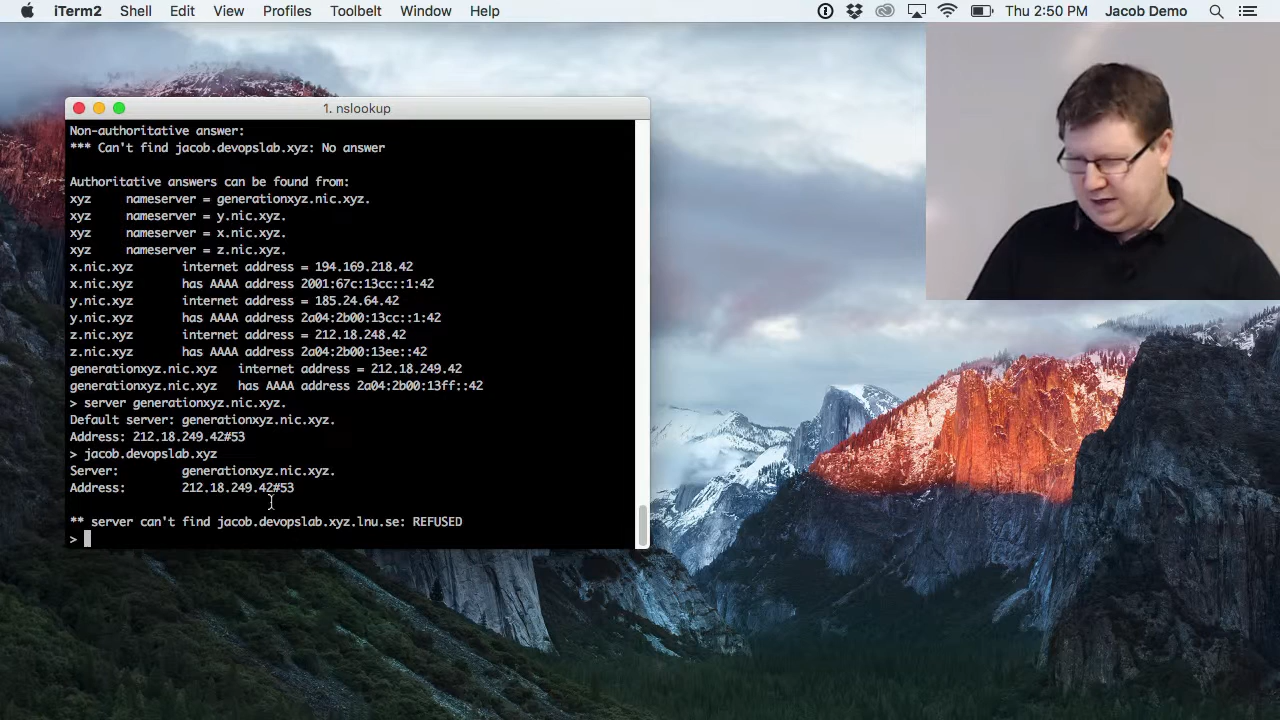 iTerm2 Shell Edit View Profiles Toolbelt Window Help Thu 2:50 PM Jacob Demo
1. nslookup
Non-authoritative answer:
*** Can't find jacob.devopslab.xyz: No answer
Authoritative answers can be found from:
xyz nameserver = generationxyz.nic.xyz.
xyz nameserver = y.nic.xyz.
xyz nameserver = x.nic.xyz.
xyz nameserver = z.nic.xyz.
x.nic.xyz internet address = 194.169.218.42
x.nic.xyz has AAAA address 2001:67c:13cc::1:42
y.nic.xyz internet address = 185.24.64.42
y.nic.xyz has AAAA address 2a04:2b00:13cc::1:42
z.nic.xyz internet address = 212.18.248.42
z.nic.xyz has AAAA address 2a04:2b00:13ee::42
generationxyz.nic.xyz internet address = 212.18.249.42
generationxyz.nic.xyz has AAAA address 2a04:2b00:13ff::42
> server generationxyz.nic.xyz.
Default server: generationxyz.nic.xyz.
Address: 212.18.249.42#53
> jacob.devopslab.xyz
Server: generationxyz.nic.xyz.
Address: 212.18.249.42#53
** server can't find jacob.devopslab.xyz.lnu.se: REFUSED
>